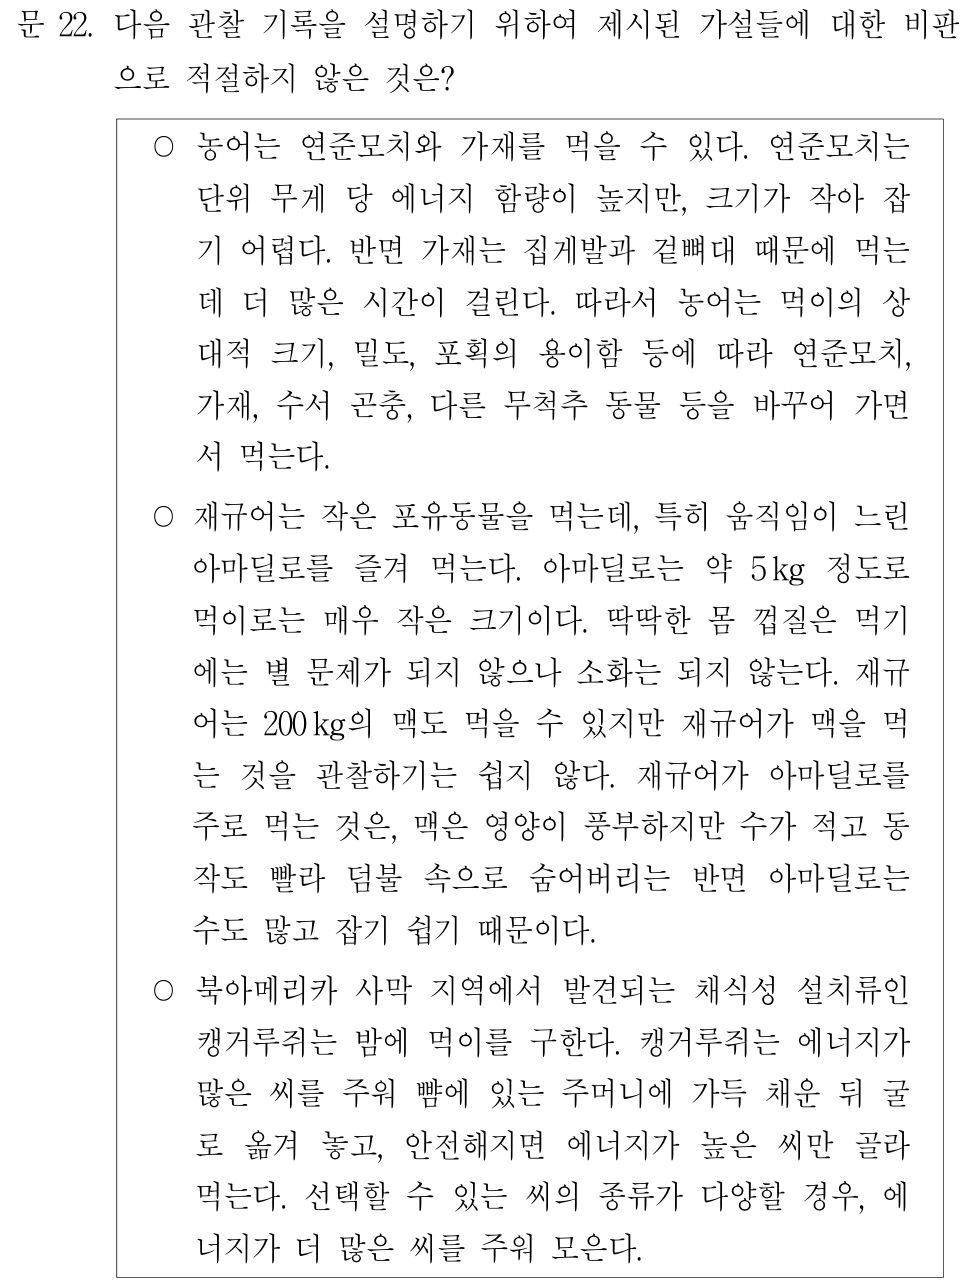 문 22. 다음 관찰 기록을 설명하기 위하여 제시된 가설들에 대한 비판
으로 적절하지 않은 것은?
○ 농어는 연준모치와 가재를 먹을 수 있다. 연준모치는
단위 무게 당 에너지 함량이 높지만, 크기가 작아 잡
기 어렵다. 반면 가재는 집게발과 겉뼈대 때문에 먹는
데 더 많은 시간이 걸린다. 따라서 농어는 먹이의 상
대적 크기, 밀도, 포획의 용이함 등에 따라 연준모치,
가재, 수서 곤충, 다른 무척추 동물 등을 바꾸어 가면
서 먹는다.
○ 재규어는 작은 포유동물을 먹는데, 특히 움직임이 느린
아마딜로를 즐겨 먹는다. 아마딜로는 약 5kg 정도로
먹이로는 매우 작은 크기이다. 딱딱한 몸 껍질은 먹기
에는 별 문제가 되지 않으나 소화는 되지 않는다. 재규
어는 200kg의 맥도 먹을 수 있지만 재규어가 맥을 먹
는 것을 관찰하기는 쉽지 않다. 재규어가 아마딜로를
주로 먹는 것은, 맥은 영양이 풍부하지만 수가 적고 동
작도 빨라 덤불 속으로 숨어버리는 반면 아마딜로는
수도 많고 잡기 쉽기 때문이다.
○ 북아메리카 사막 지역에서 발견되는 채식성 설치류인
캥거루쥐는 밤에 먹이를 구한다. 캥거루쥐는 에너지가
많은 씨를 주워 뺨에 있는 주머니에 가득 채운 뒤 굴
로 옮겨 놓고, 안전해지면 에너지가 높은 씨만 골라
먹는다. 선택할 수 있는 씨의 종류가 다양할 경우, 에
너지가 더 많은 씨를 주워 모은다.